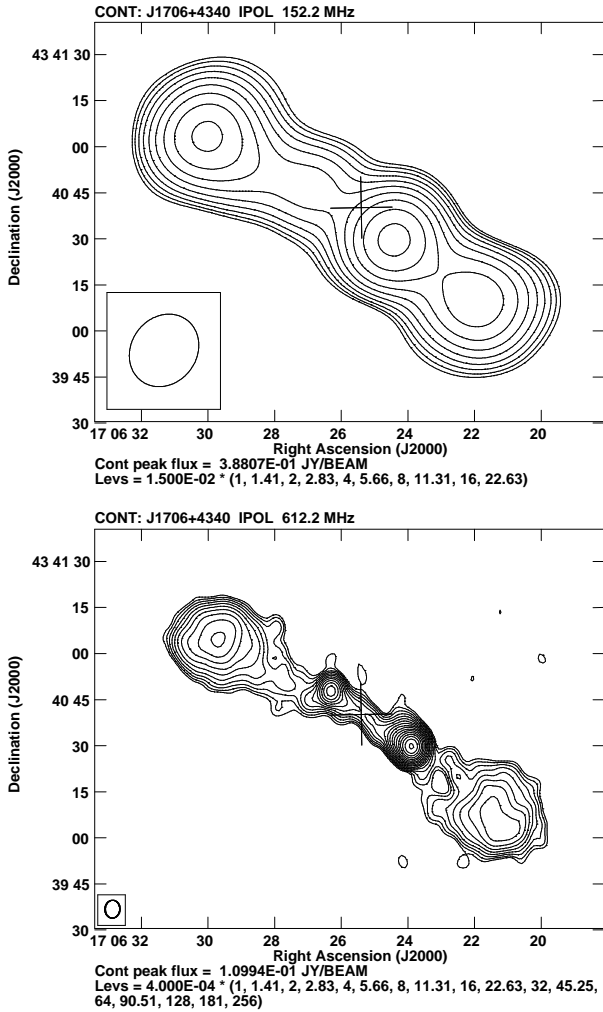 CONT: J1706+4340 IPOL 152.2 MHz
43 41 30
15
00
40 45
30
15
00
39 45
30
Declination (J2000)
17 06 32 30 28 26 24 22 20
Right Ascension (J2000)
Cont peak flux = 3.8807E-01 JY/BEAM
Levs = 1.500E-02 * (1, 1.41, 2, 2.83, 4, 5.66, 8, 11.31, 16, 22.63)
CONT: J1706+4340 IPOL 612.2 MHz
43 41 30
15
00
40 45
30
15
00
39 45
30
Declination (J2000)
17 06 32 30 28 26 24 22 20
Right Ascension (J2000)
Cont peak flux = 1.0994E-01 JY/BEAM
Levs = 4.000E-04 * (1, 1.41, 2, 2.83, 4, 5.66, 8, 11.31, 16, 22.63, 32, 45.25,
64, 90.51, 128, 181, 256)